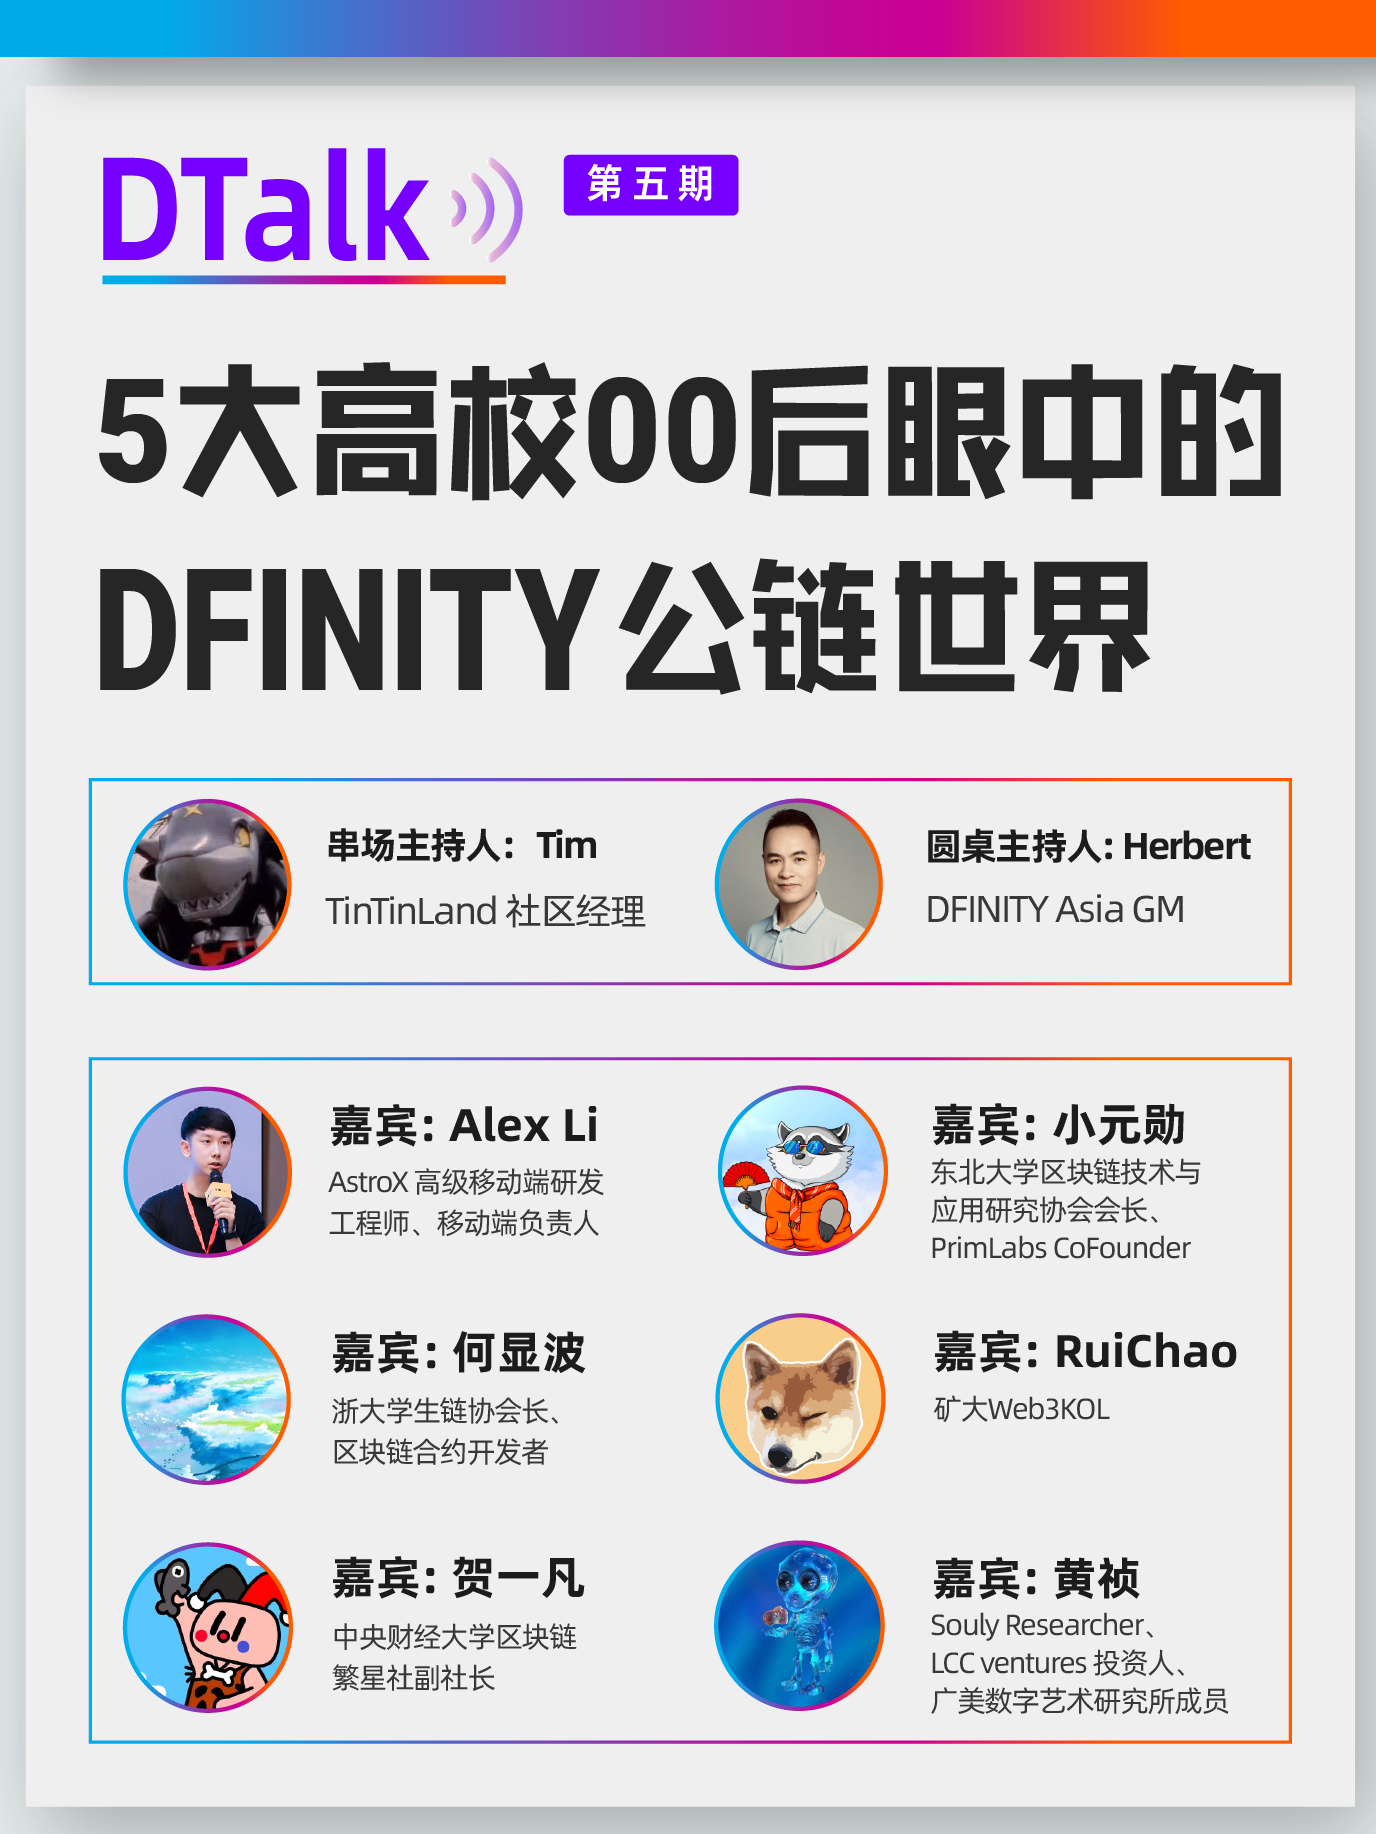 DTalk
第五期
5大高校00后眼中的
DFINITY公链世界
串场主持人：Tim
TinTinLand 社区经理
圆桌主持人: Herbert
DFINITY Asia GM
嘉宾: Alex Li
AstroX 高级移动端研发
工程师、移动端负责人
嘉宾: 小元勋
东北大学区块链技术与
应用研究协会会长、
PrimLabs CoFounder
嘉宾: 何显波
浙大学生链协会长、
区块链合约开发者
嘉宾: RuiChao
矿大Web3KOL
嘉宾: 贺一凡
中央财经大学区块链
繁星社副社长
嘉宾: 黄祯
Souly Researcher、
LCC ventures 投资人、
广美数字艺术研究所成员